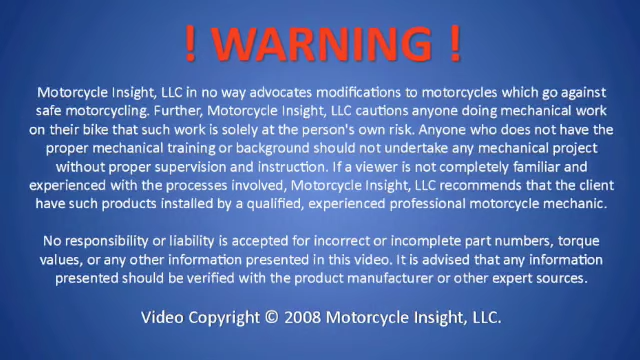 ! WARNING !
Motorcycle Insight, LLC in no way advocates modifications to motorcycles which go against
safe motorcycling. Further, Motorcycle Insight, LLC cautions anyone doing mechanical work
on their bike that such work is solely at the person's own risk. Anyone who does not have the
proper mechanical training or background should not undertake any mechanical project
without proper supervision and instruction. If a viewer is not completely familiar and
experienced with the processes involved, Motorcycle Insight, LLC recommends that the client
have such products installed by a qualified, experienced professional motorcycle mechanic.
No responsibility or liability is accepted for incorrect or incomplete part numbers, torque
values, or any other information presented in this video. It is advised that any information
presented should be verified with the product manufacturer or other expert sources.
Video Copyright © 2008 Motorcycle Insight, LLC.